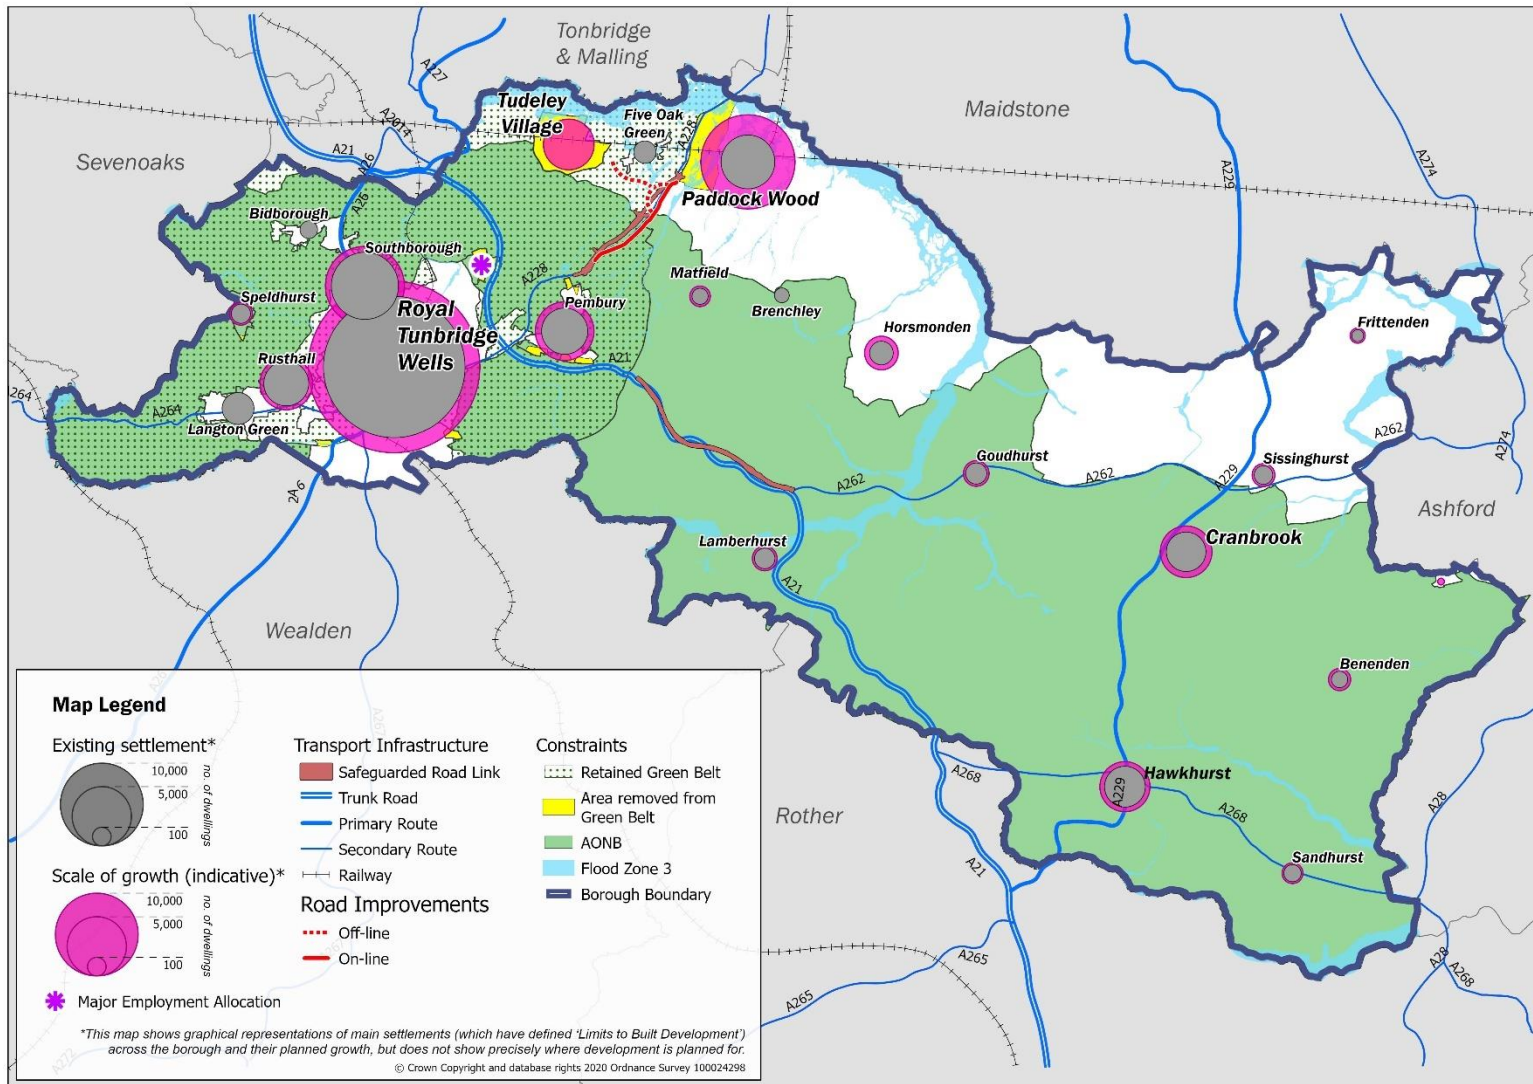 Tonbridge
& Malling
Maidstone
Sevenoaks
Ashford
Wealden
Rother
A227
A2014
A21
A26
A26
A228
A229
A274
Tudeley
Village
Five Oak
Green
Paddock Wood
Bidborough
Southborough
Speldhurst
Royal
Tunbridge
Wells
A228
Pembury
Matfield
Brenchley
Horsmonden
Frittenden
Rusthall
A21
A264
A264
Langton Green
Goudhurst
A262
A262
A229
Sissinghurst
A262
A274
Lamberhurst
A21
Cranbrook
Benenden
A268
Hawkhurst
A229
A268
Sandhurst
A28
A21
A265
A265
A28
A268
Map Legend
Existing settlement*
10,000
5,000
100
no. of dwellings
Scale of growth (indicative)*
10,000
5,000
100
no. of dwellings
Major Employment Allocation
Transport Infrastructure
Safeguarded Road Link
Trunk Road
Primary Route
Secondary Route
Railway
Road Improvements
Off-line
On-line
Constraints
Retained Green Belt
Area removed from
Green Belt
AONB
Flood Zone 3
Borough Boundary
A267
A272
*This map shows graphical representations of main settlements (which have defined 'Limits to Built Development')
across the borough and their planned growth, but does not show precisely where development is planned for.
© Crown Copyright and database rights 2020 Ordnance Survey 100024298